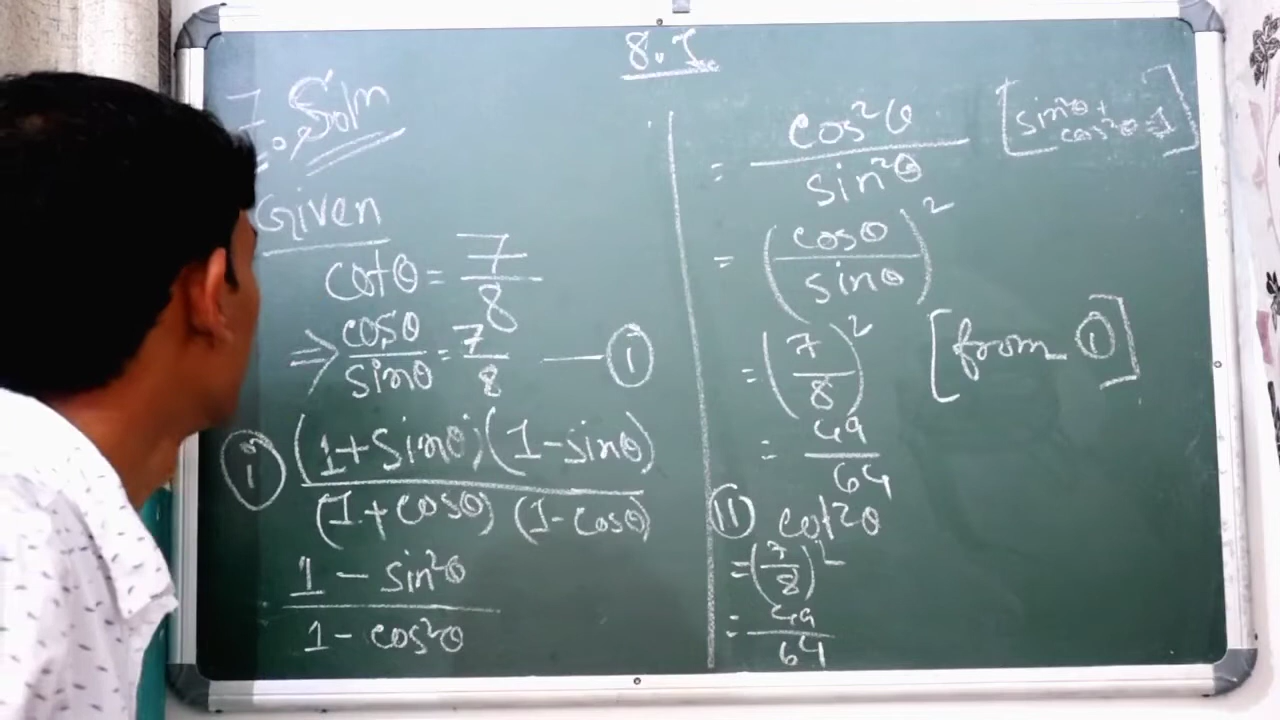 8.1
7. Soln
Given
cotθ = 7/8
⇒ cosθ/sinθ = 7/8 — (i)
(i) (1+sinθ)(1-sinθ)/(1+cosθ)(1-cosθ)
= 1 - sin²θ/1 - cos²θ
= cos²θ/sin²θ [sin²θ + cos²θ = 1]
= (cosθ/sinθ)²
= (7/8)² [from (i)]
= 49/64
(ii) cot²θ
= (7/8)²
= 49/64